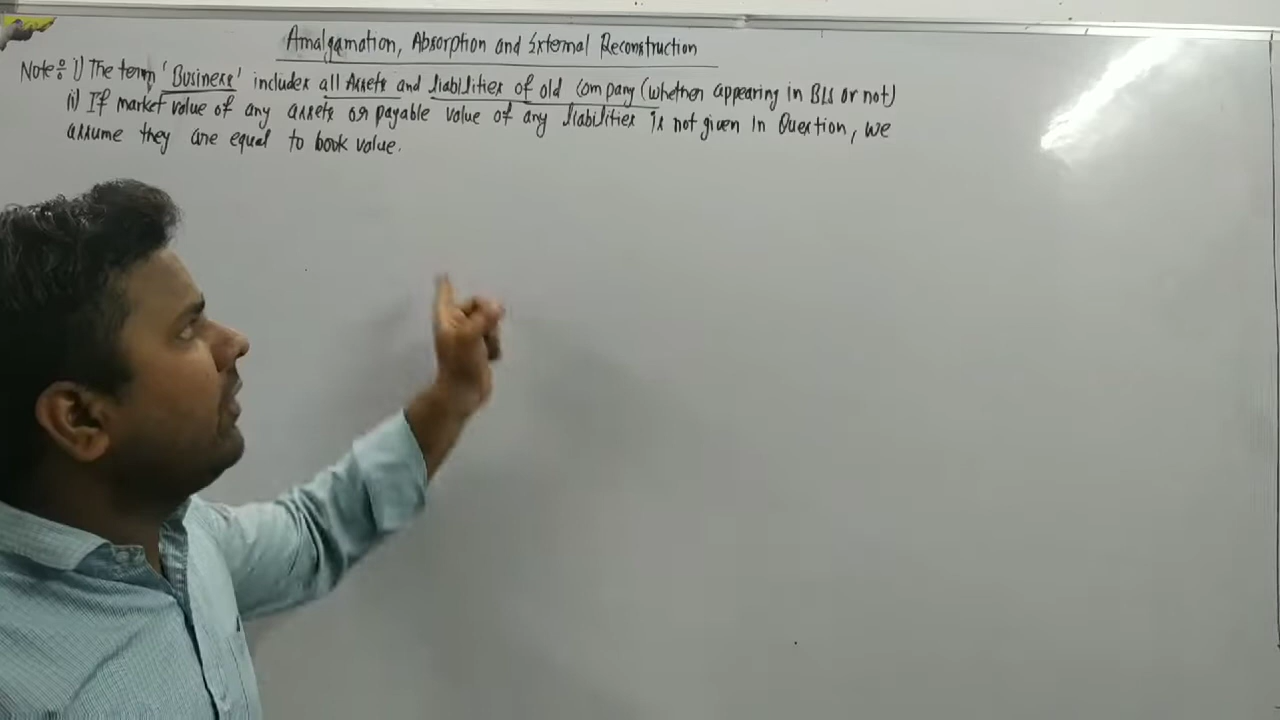 Amalgamation, Absorption and External Reconstruction
Note: i) The term 'Business' includes all Assets and liabilities of old company (whether appearing in B/s or not)
ii) If market value of any assets or payable value of any liabilities is not given in Question, we
assume they are equal to book value.